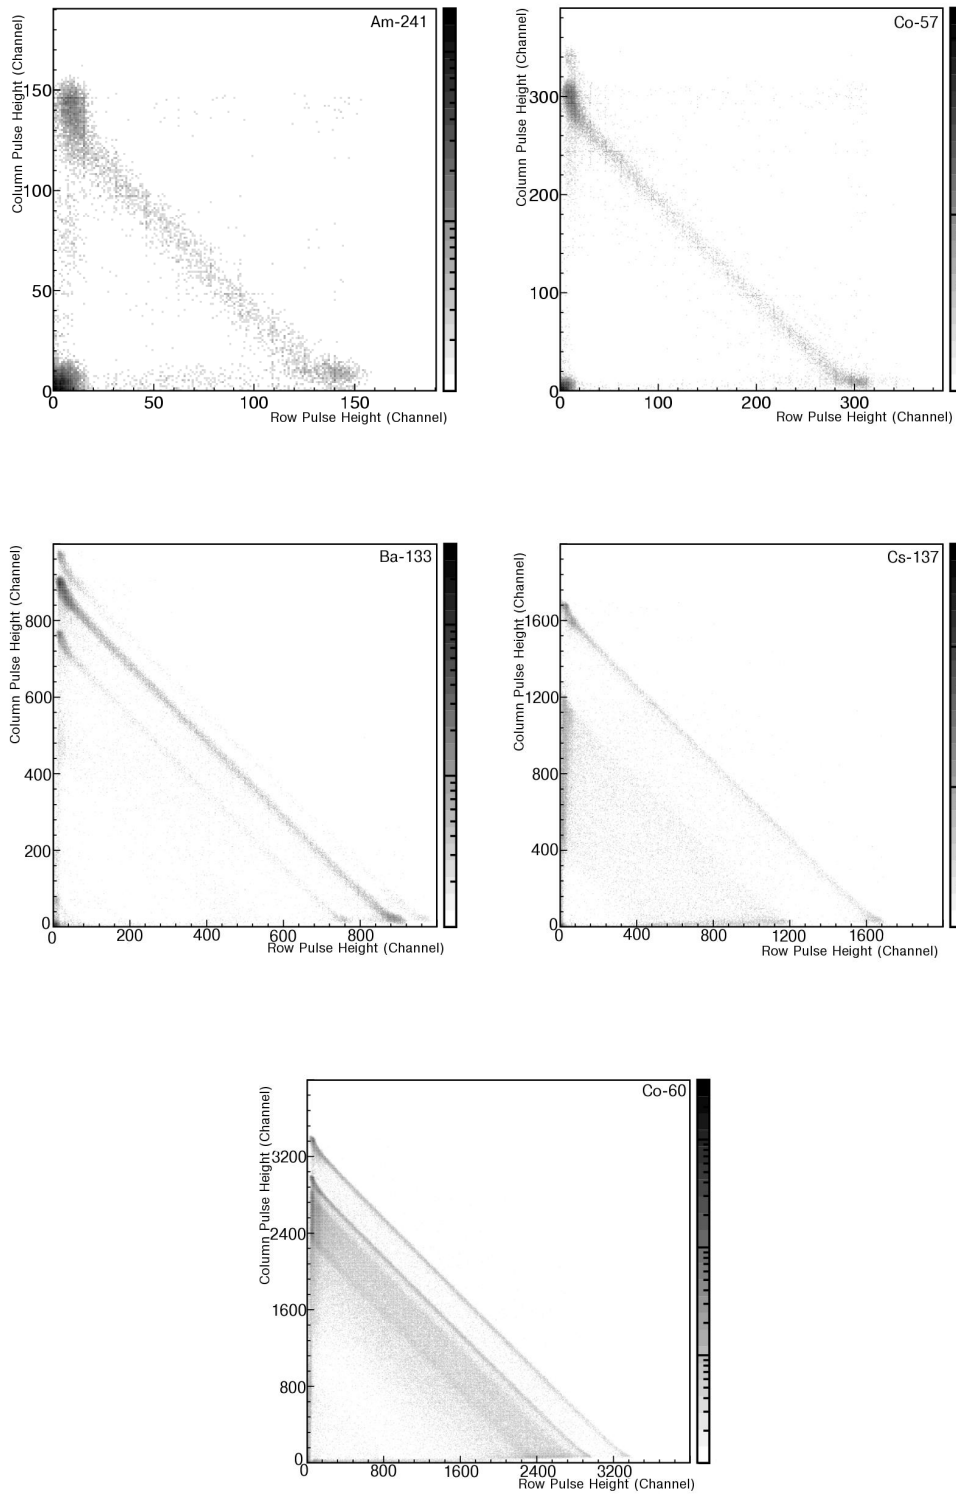 Am-241
Column Pulse Height (Channel)
150
100
50
0
0 50 100 150
Row Pulse Height (Channel)
Co-57
Column Pulse Height (Channel)
300
200
100
0
0 100 200 300
Row Pulse Height (Channel)
Ba-133
Column Pulse Height (Channel)
800
600
400
200
0
0 200 400 600 800
Row Pulse Height (Channel)
Cs-137
Column Pulse Height (Channel)
1600
1200
800
400
0
0 400 800 1200 1600
Row Pulse Height (Channel)
Co-60
Column Pulse Height (Channel)
3200
2400
1600
800
0
0 800 1600 2400 3200
Row Pulse Height (Channel)